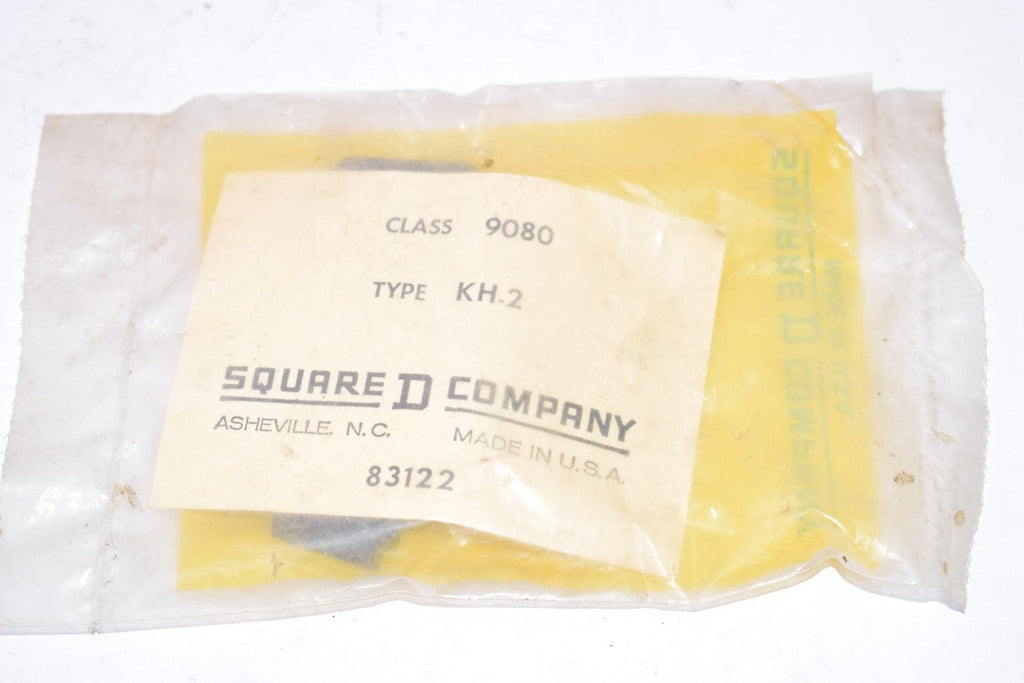 CLASS 9080
TYPE KH-2
SQUARE D COMPANY
ASHEVILLE, N.C. MADE IN U.S.A.
83122
SQUARE D COMPANY
MADE IN U.S.A.